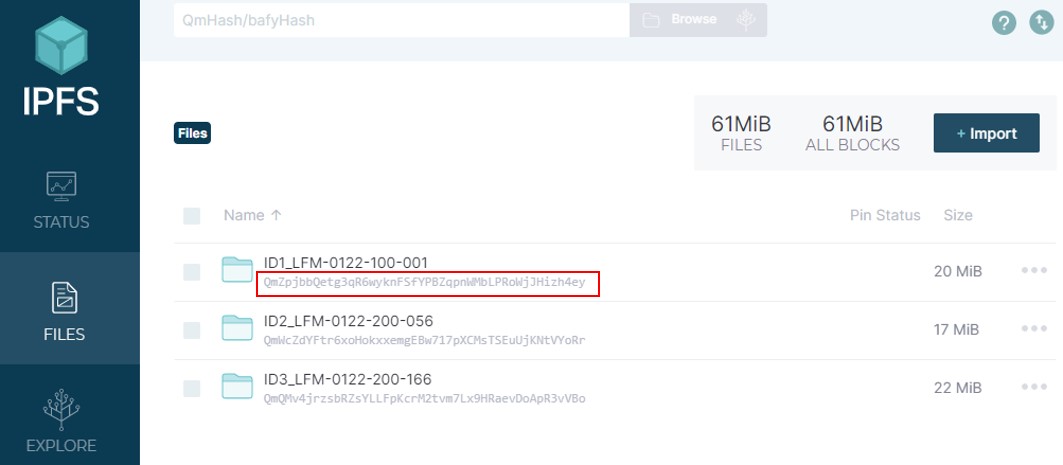 QmHash/bafyHash
Browse
?
IPFS
Files
61MiB
FILES
61MiB
ALL BLOCKS
+ Import
STATUS
Name ↑
Pin Status
Size
ID1_LFM-0122-100-001
QmZpjbbQetg3qR6wyknFSfYPBZqpnWMbLPRoWjJHizh4ey
20 MiB
FILES
ID2_LFM-0122-200-056
QmWcZdYFtr6xoHokxxemgEBw717pXCMsTSEuUjKNtVYoRr
17 MiB
ID3_LFM-0122-200-166
QmQMv4jrzsbRZsYLLFpKcrM2tvm7Lx9HRaevDoApR3vVBo
22 MiB
EXPLORE